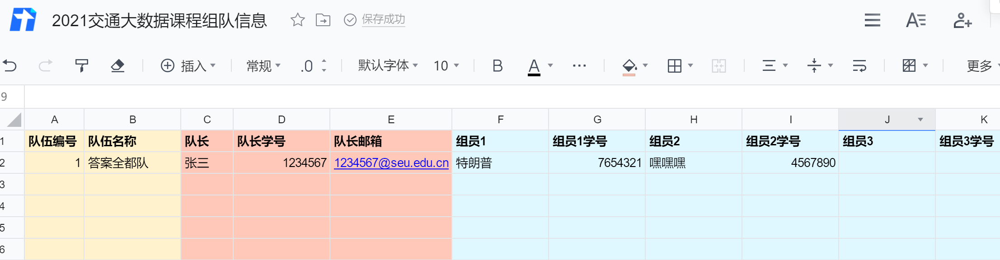 2021交通大数据课程组队信息 保存成功
插入 常规 .0 默认字体 10 B A 更多
9
A B C D E F G H I J K
1 队伍编号 队伍名称 队长 队长学号 队长邮箱 组员1 组员1学号 组员2 组员2学号 组员3 组员3学号
2 1 答案全都队 张三 1234567 1234567@seu.edu.cn 特朗普 7654321 嘿嘿嘿 4567890
3
4
5
6